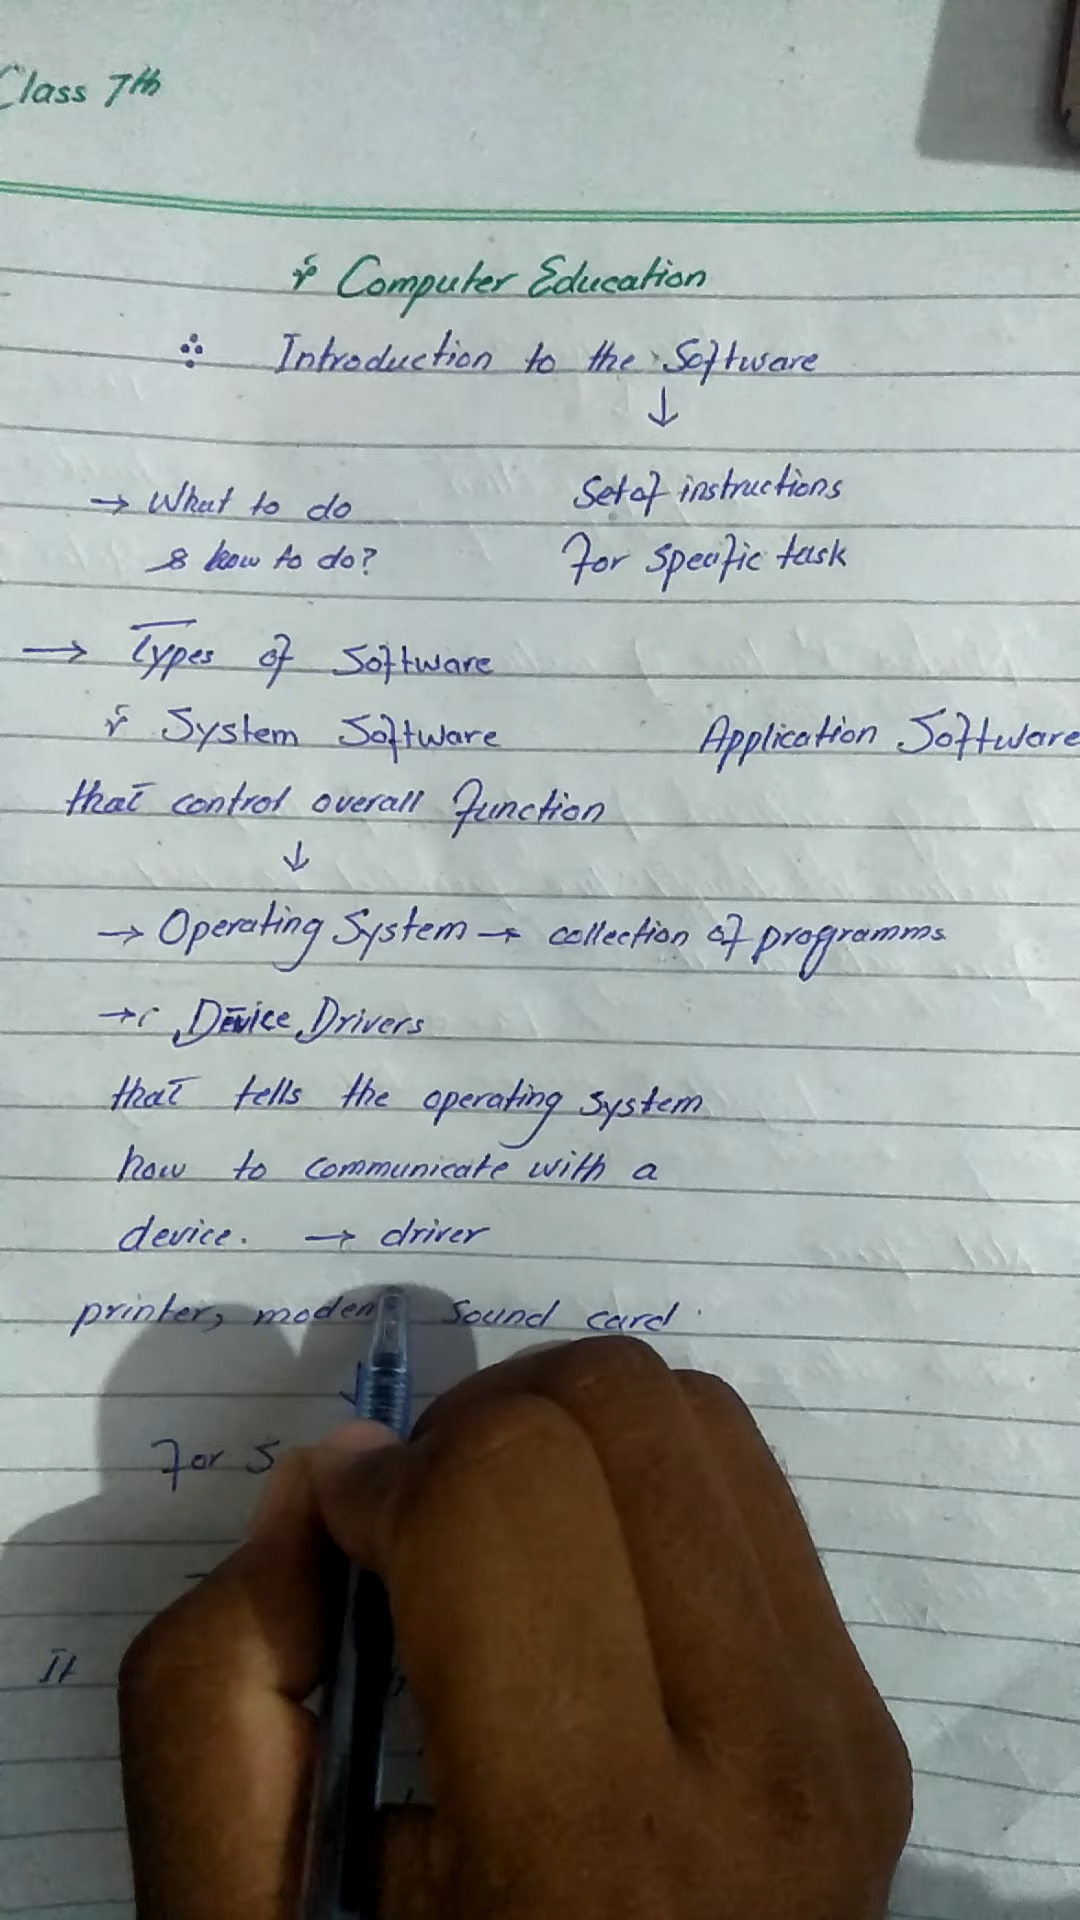 Class 7th
Computer Education
Introduction to the Software
↓
→ What to do
& how to do?
Set of instructions
for specific task
→ Types of Software
System Software
Application Software
that control overall function
↓
→ Operating System → collection of programms
→ Device Drivers
that tells the operating system
how to communicate with a
device. → driver
printer, modem sound card
for
It